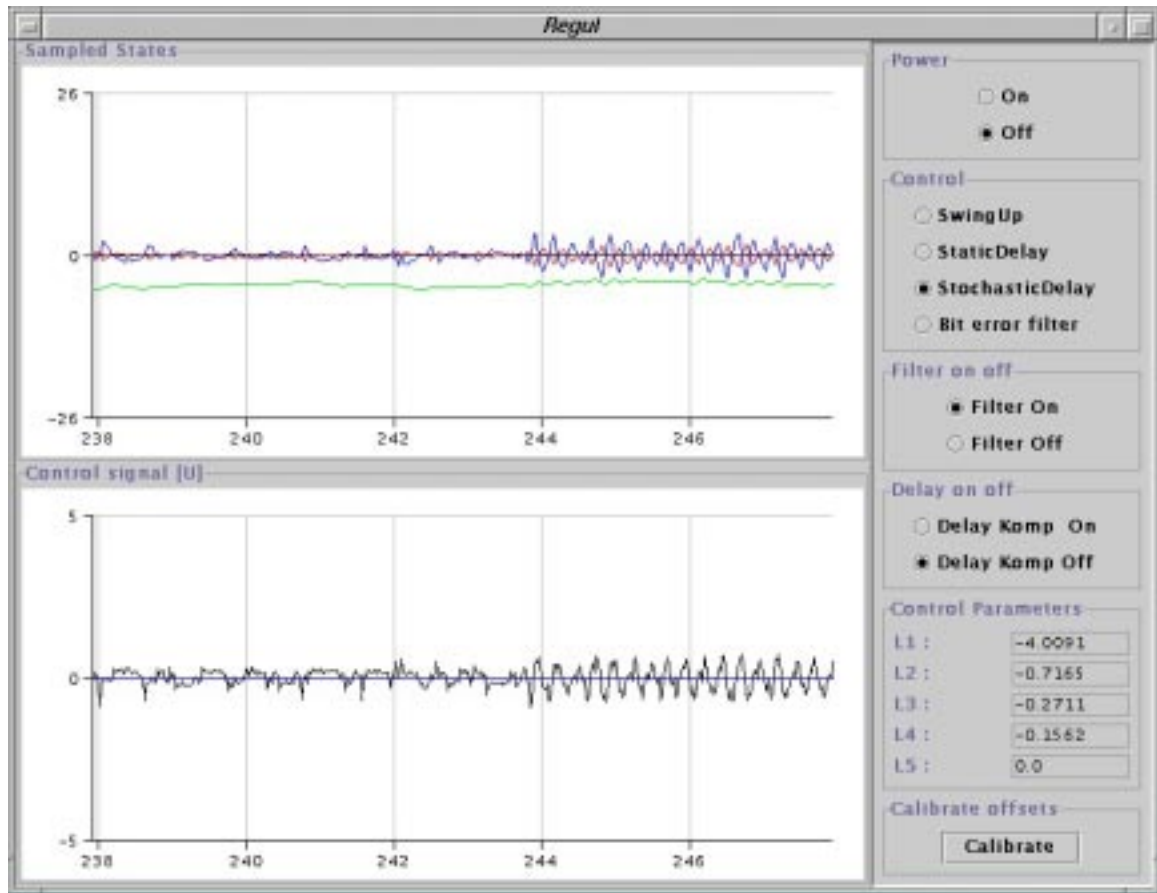 Regul
Sampled States
26
0
-26
238 240 242 244 246
Control signal [U]
5
0
-5
238 240 242 244 246
Power
On
Off
Control
SwingUp
StaticDelay
StochasticDelay
Bit error filter
Filter on off
Filter On
Filter Off
Delay on off
Delay Komp On
Delay Komp Off
Control Parameters
L1 : -4.0091
L2 : -0.7165
L3 : -0.2711
L4 : -0.1562
L5 : 0.0
Calibrate offsets
Calibrate